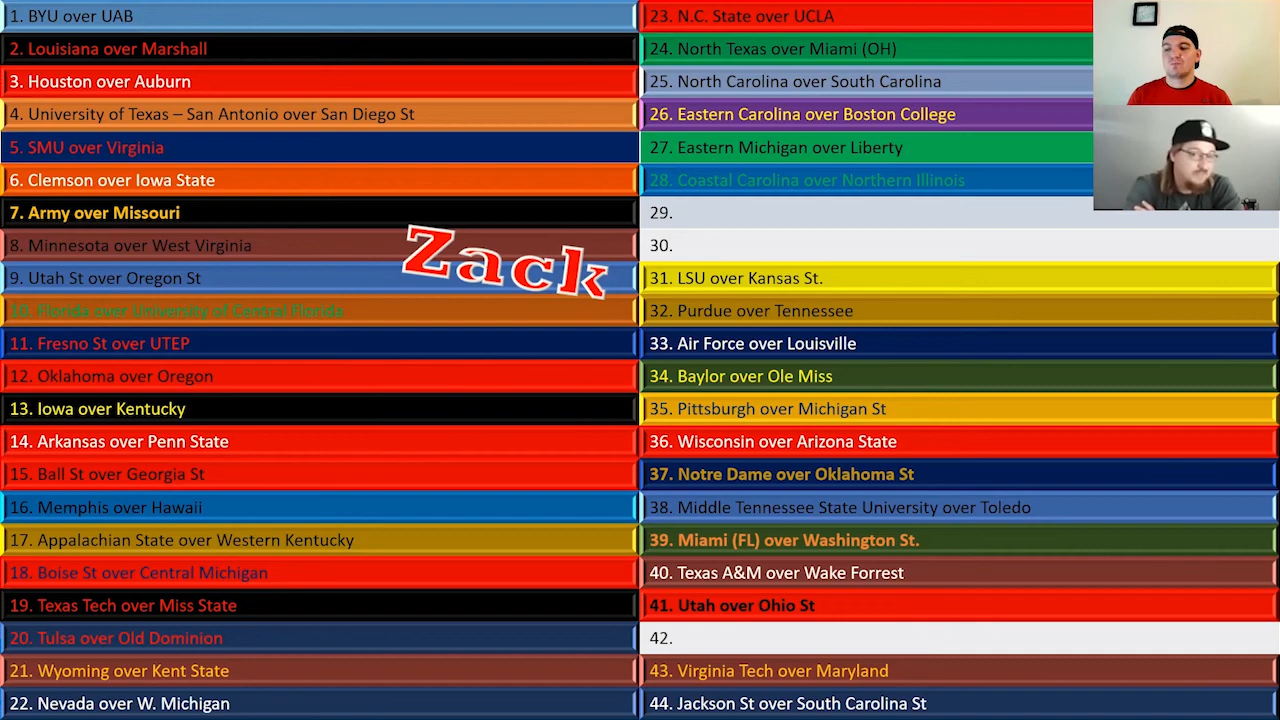 1. BYU over UAB
2. Louisiana over Marshall
3. Houston over Auburn
4. University of Texas – San Antonio over San Diego St
5. SMU over Virginia
6. Clemson over Iowa State
7. Army over Missouri
8. Minnesota over West Virginia
9. Utah St over Oregon St
10. Florida over University of Central Florida
11. Fresno St over UTEP
12. Oklahoma over Oregon
13. Iowa over Kentucky
14. Arkansas over Penn State
15. Ball St over Georgia St
16. Memphis over Hawaii
17. Appalachian State over Western Kentucky
18. Boise St over Central Michigan
19. Texas Tech over Miss State
20. Tulsa over Old Dominion
21. Wyoming over Kent State
22. Nevada over W. Michigan
Zack
23. N.C. State over UCLA
24. North Texas over Miami (OH)
25. North Carolina over South Carolina
26. Eastern Carolina over Boston College
27. Eastern Michigan over Liberty
28. Coastal Carolina over Northern Illinois
29.
30.
31. LSU over Kansas St.
32. Purdue over Tennessee
33. Air Force over Louisville
34. Baylor over Ole Miss
35. Pittsburgh over Michigan St
36. Wisconsin over Arizona State
37. Notre Dame over Oklahoma St
38. Middle Tennessee State University over Toledo
39. Miami (FL) over Washington St.
40. Texas A&M over Wake Forrest
41. Utah over Ohio St
42.
43. Virginia Tech over Maryland
44. Jackson St over South Carolina St